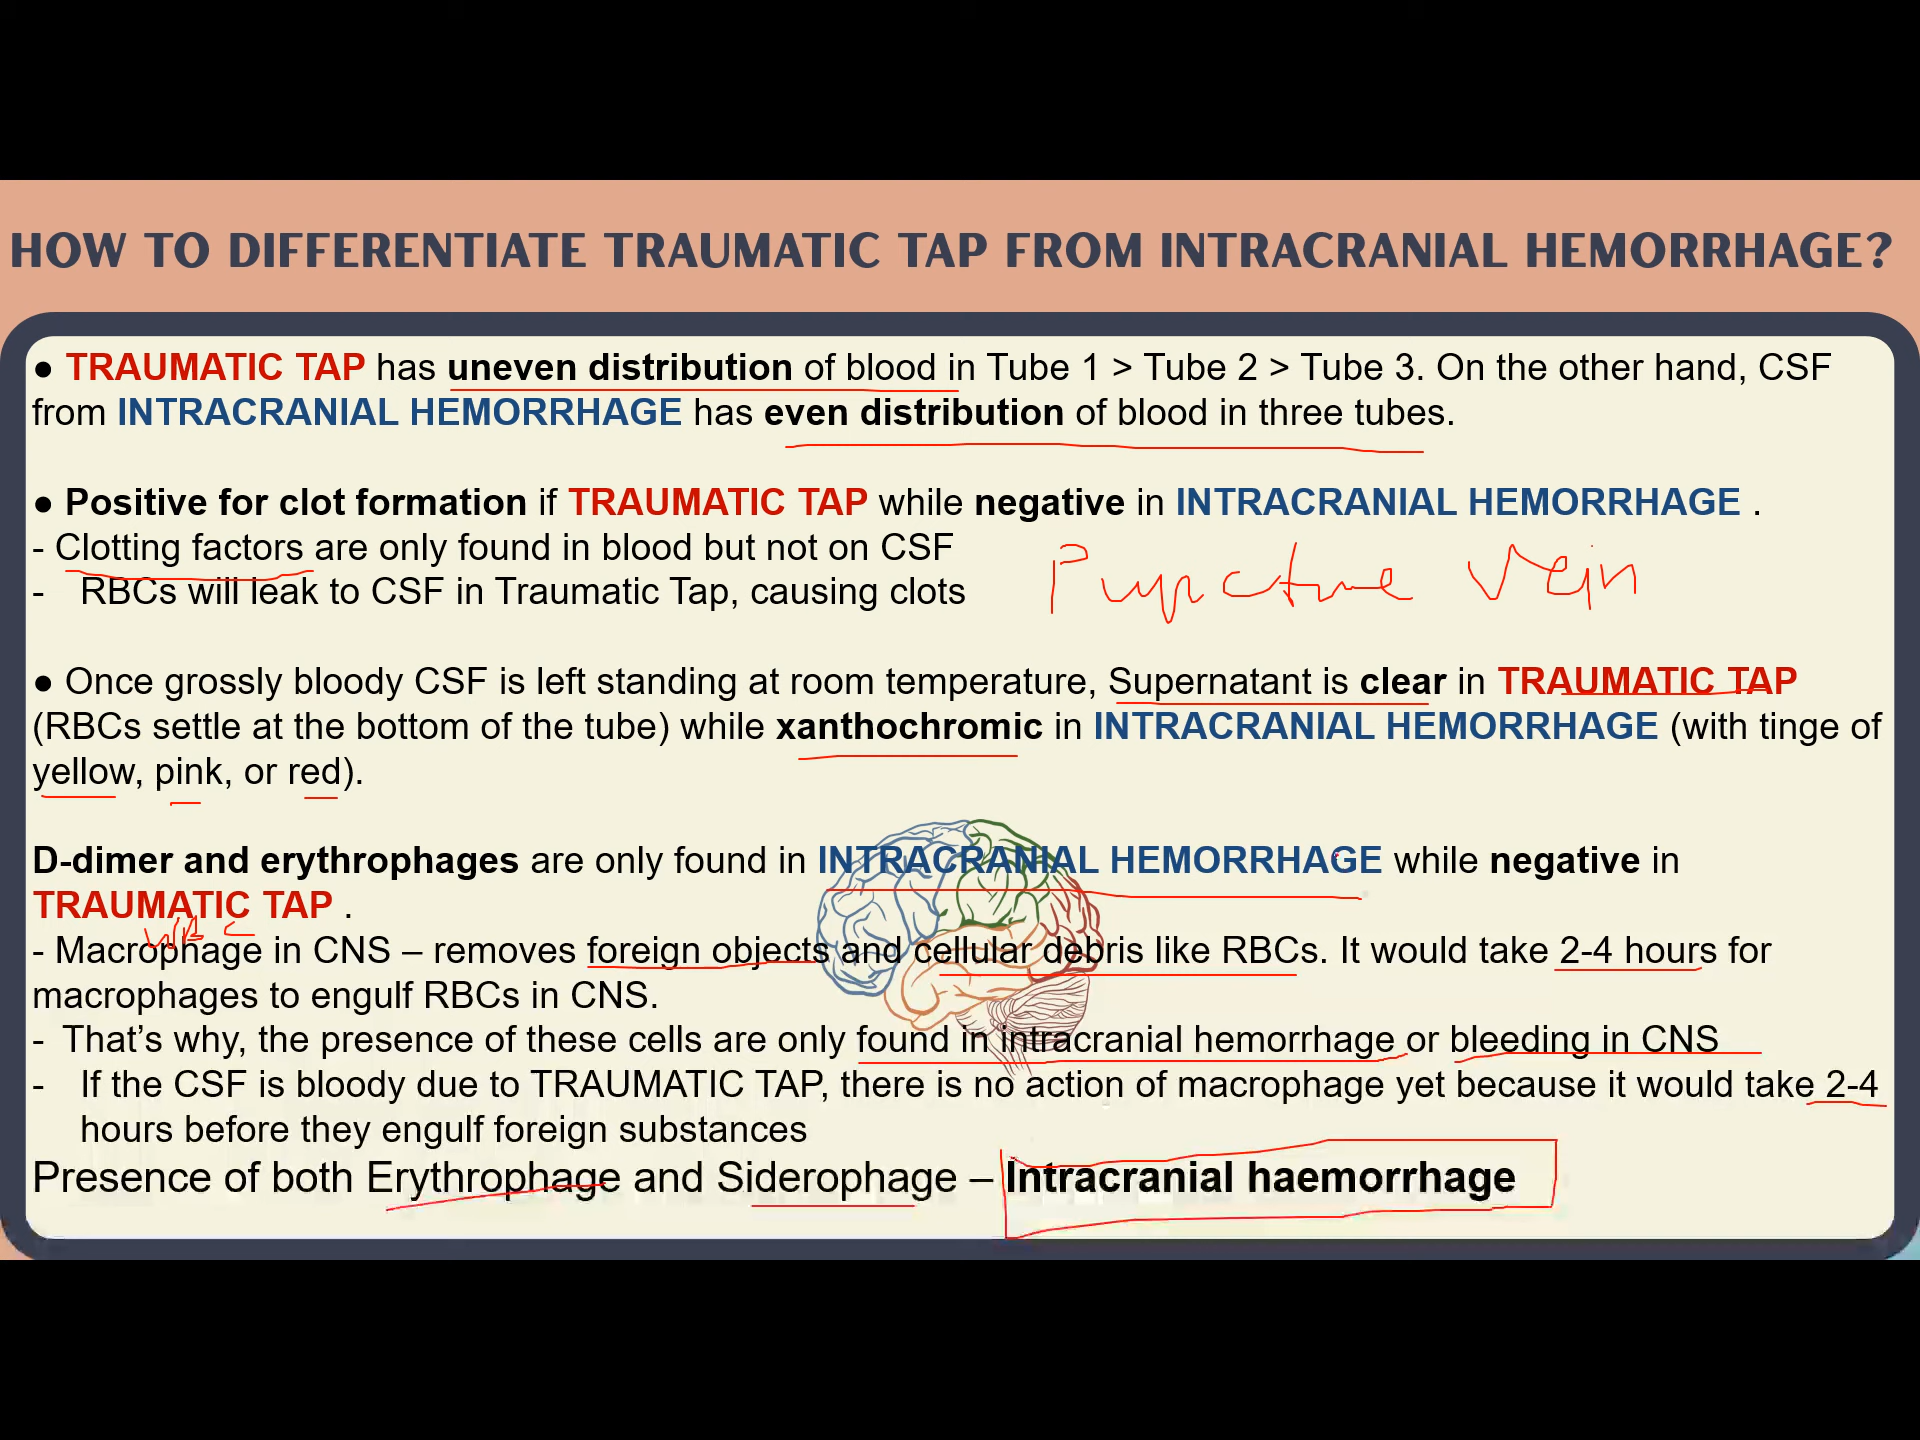 HOW TO DIFFERENTIATE TRAUMATIC TAP FROM INTRACRANIAL HEMORRHAGE?
● TRAUMATIC TAP has uneven distribution of blood in Tube 1 > Tube 2 > Tube 3. On the other hand, CSF
from INTRACRANIAL HEMORRHAGE has even distribution of blood in three tubes.
● Positive for clot formation if TRAUMATIC TAP while negative in INTRACRANIAL HEMORRHAGE .
- Clotting factors are only found in blood but not on CSF
- RBCs will leak to CSF in Traumatic Tap, causing clots
Puncture Vein
● Once grossly bloody CSF is left standing at room temperature, Supernatant is clear in TRAUMATIC TAP
(RBCs settle at the bottom of the tube) while xanthochromic in INTRACRANIAL HEMORRHAGE (with tinge of
yellow, pink, or red).
D-dimer and erythrophages are only found in INTRACRANIAL HEMORRHAGE while negative in
TRAUMATIC TAP .
- Macrophage in CNS – removes foreign objects and cellular debris like RBCs. It would take 2-4 hours for
macrophages to engulf RBCs in CNS.
- That’s why, the presence of these cells are only found in intracranial hemorrhage or bleeding in CNS
- If the CSF is bloody due to TRAUMATIC TAP, there is no action of macrophage yet because it would take 2-4
hours before they engulf foreign substances
Presence of both Erythrophage and Siderophage – Intracranial haemorrhage